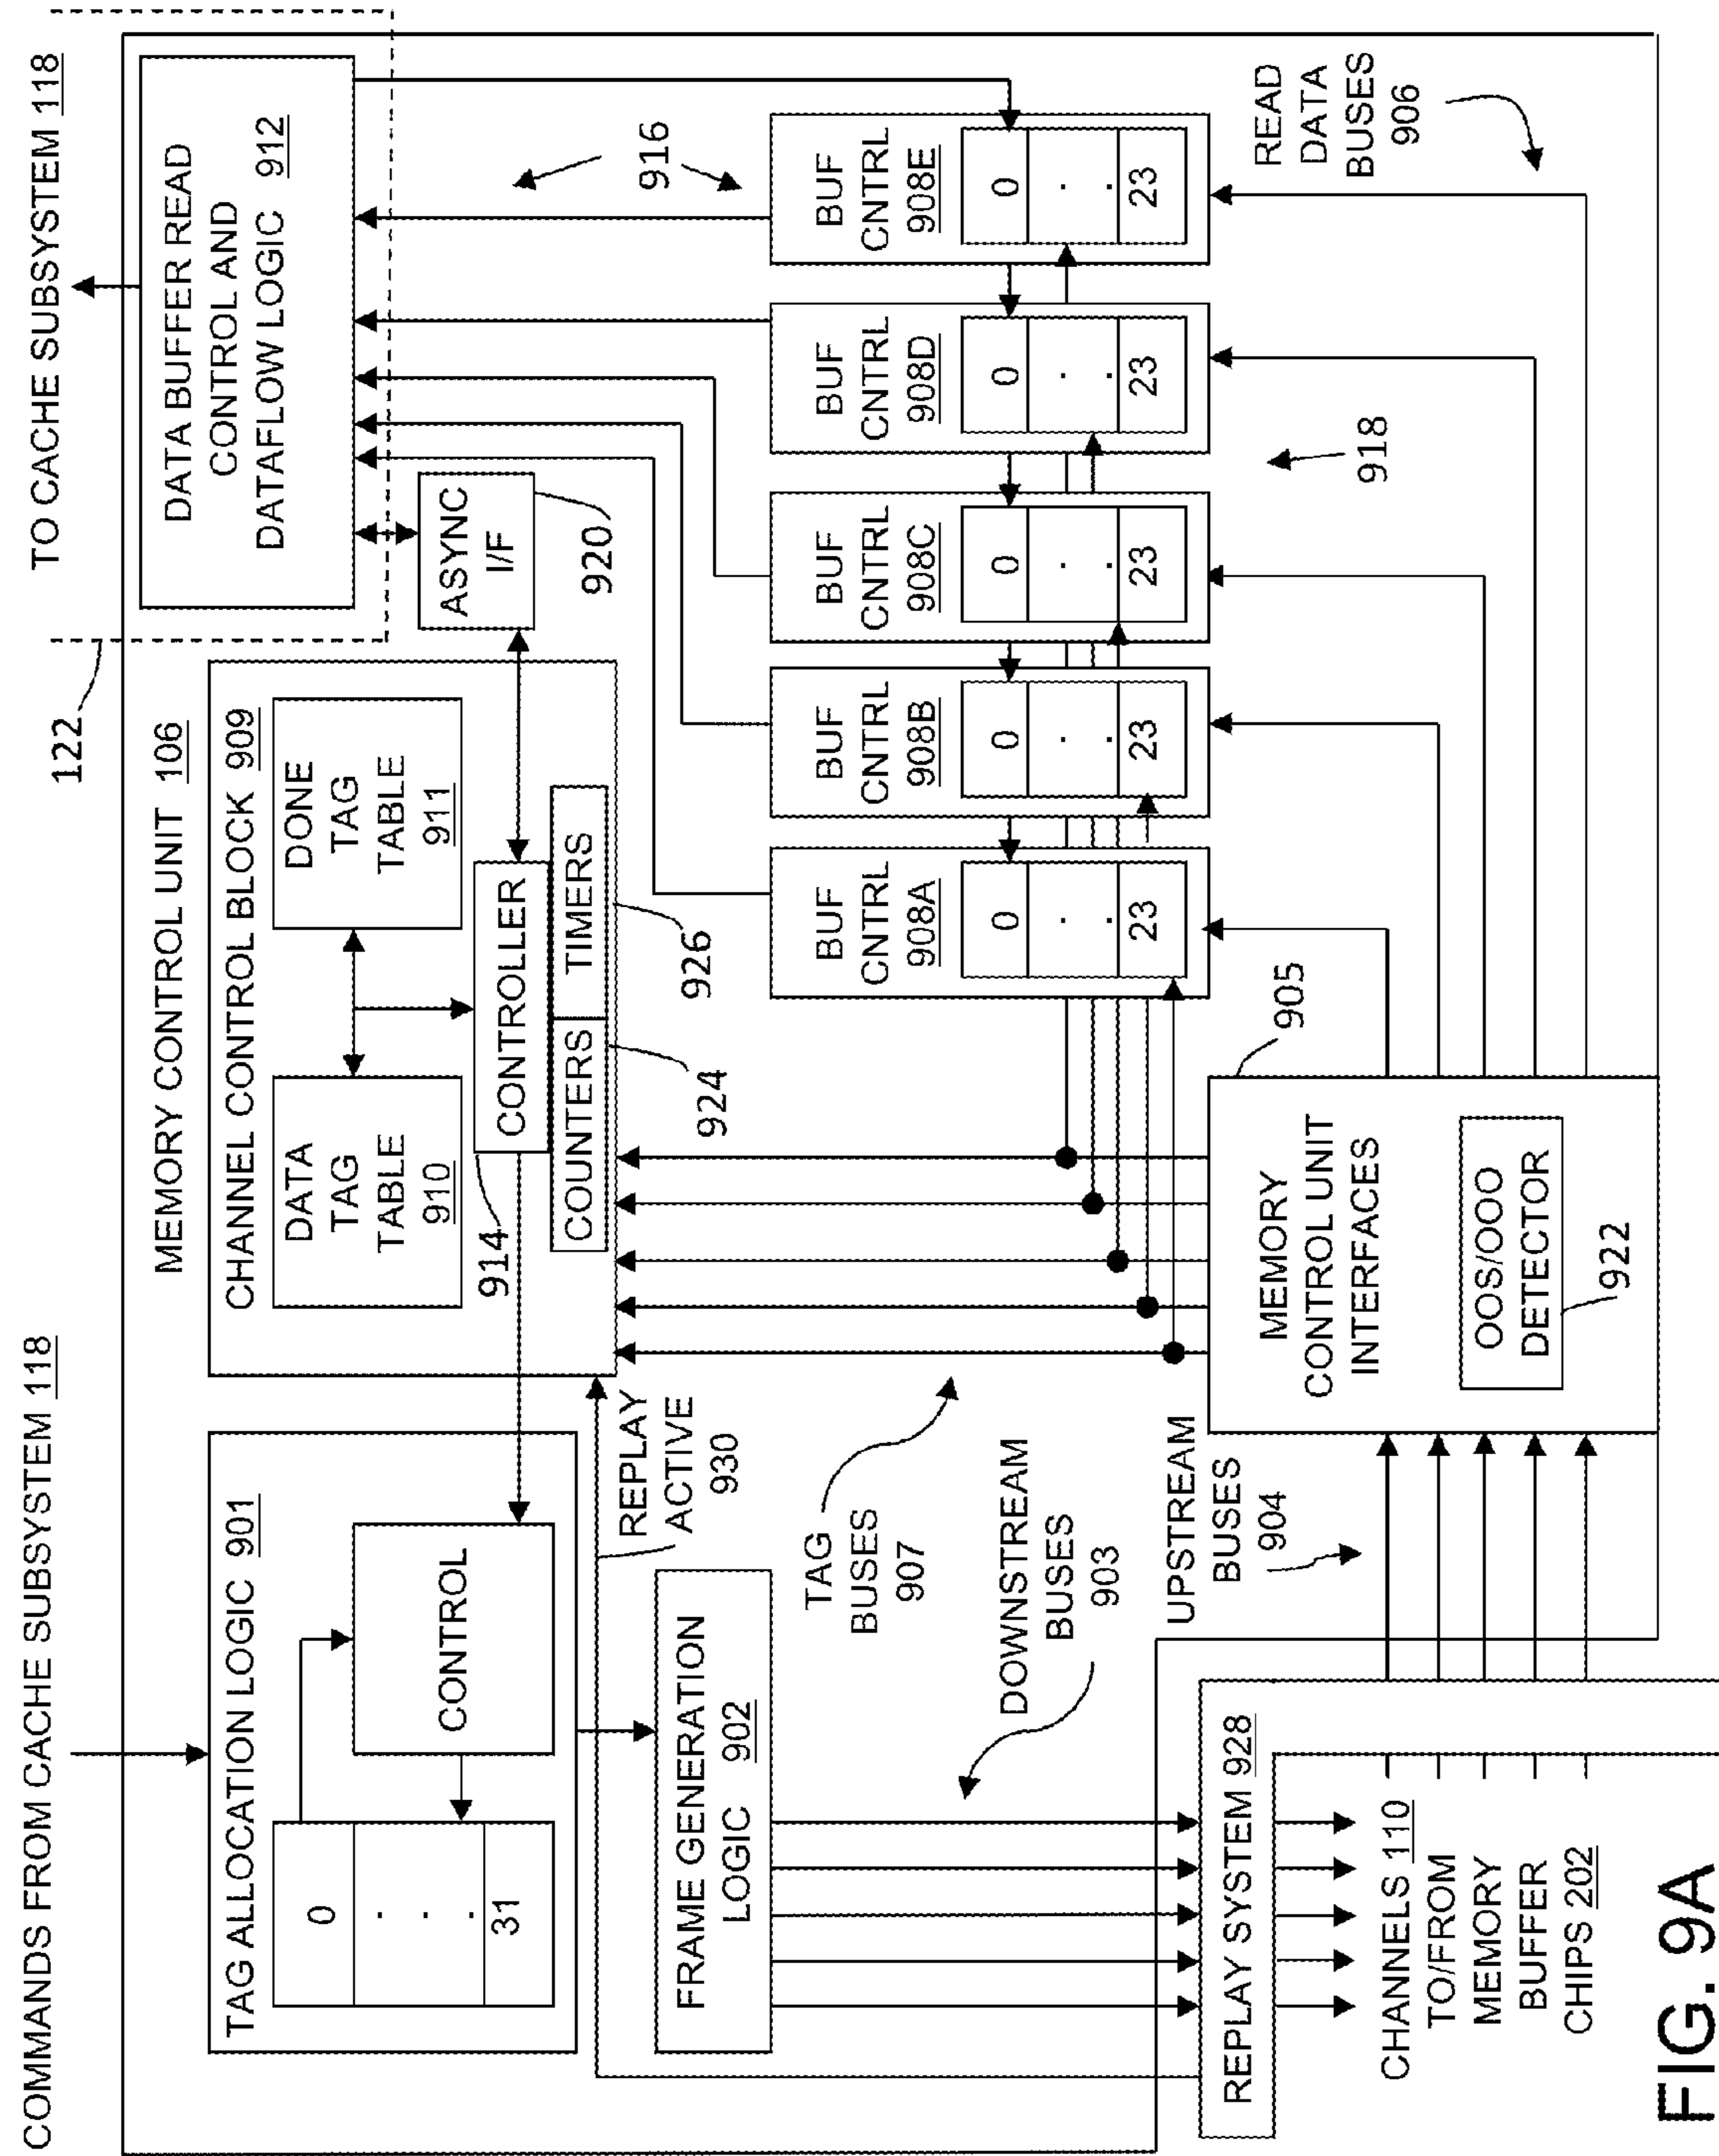 COMMANDS FROM CACHE SUBSYSTEM 118
TO CACHE SUBSYSTEM 118
122
MEMORY CONTROL UNIT 106
TAG ALLOCATION LOGIC 901
0
.
.
.
31
CONTROL
CHANNEL CONTROL BLOCK 909
DATA
TAG
TABLE
910
DONE
TAG
TABLE
911
914
CONTROLLER
COUNTERS
TIMERS
924
926
DATA BUFFER READ
CONTROL AND
DATAFLOW LOGIC 912
ASYNC
I/F
920
916
REPLAY
ACTIVE
930
FRAME GENERATION
LOGIC 902
TAG
BUSES
907
DOWNSTREAM
BUSES
903
BUF
CNTRL
908A
0
.
.
23
BUF
CNTRL
908B
0
.
.
23
BUF
CNTRL
908C
0
.
.
23
BUF
CNTRL
908D
0
.
.
23
BUF
CNTRL
908E
0
.
.
23
918
READ
DATA
BUSES
906
UPSTREAM
BUSES
904
905
MEMORY
CONTROL UNIT
INTERFACES
OOS/OOO
DETECTOR
922
REPLAY SYSTEM 928
CHANNELS 110
TO/FROM
MEMORY
BUFFER
CHIPS 202
FIG. 9A